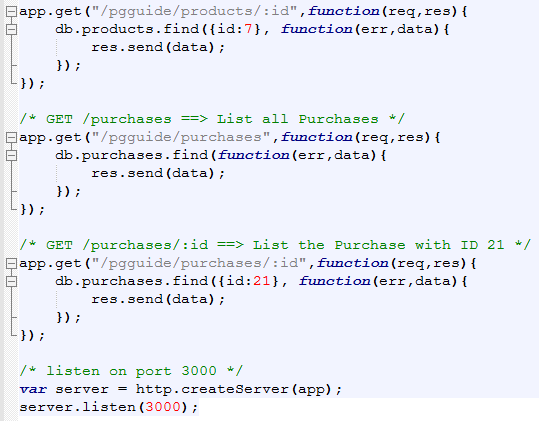 app.get("/pgguide/products/:id",function(req,res){
    db.products.find({id:7}, function(err,data){
        res.send(data);
    });
});

/* GET /purchases ==> List all Purchases */
app.get("/pgguide/purchases",function(req,res){
    db.purchases.find(function(err,data){
        res.send(data);
    });
});

/* GET /purchases/:id ==> List the Purchase with ID 21 */
app.get("/pgguide/purchases/:id",function(req,res){
    db.purchases.find({id:21}, function(err,data){
        res.send(data);
    });
});

/* listen on port 3000 */
var server = http.createServer(app);
server.listen(3000);